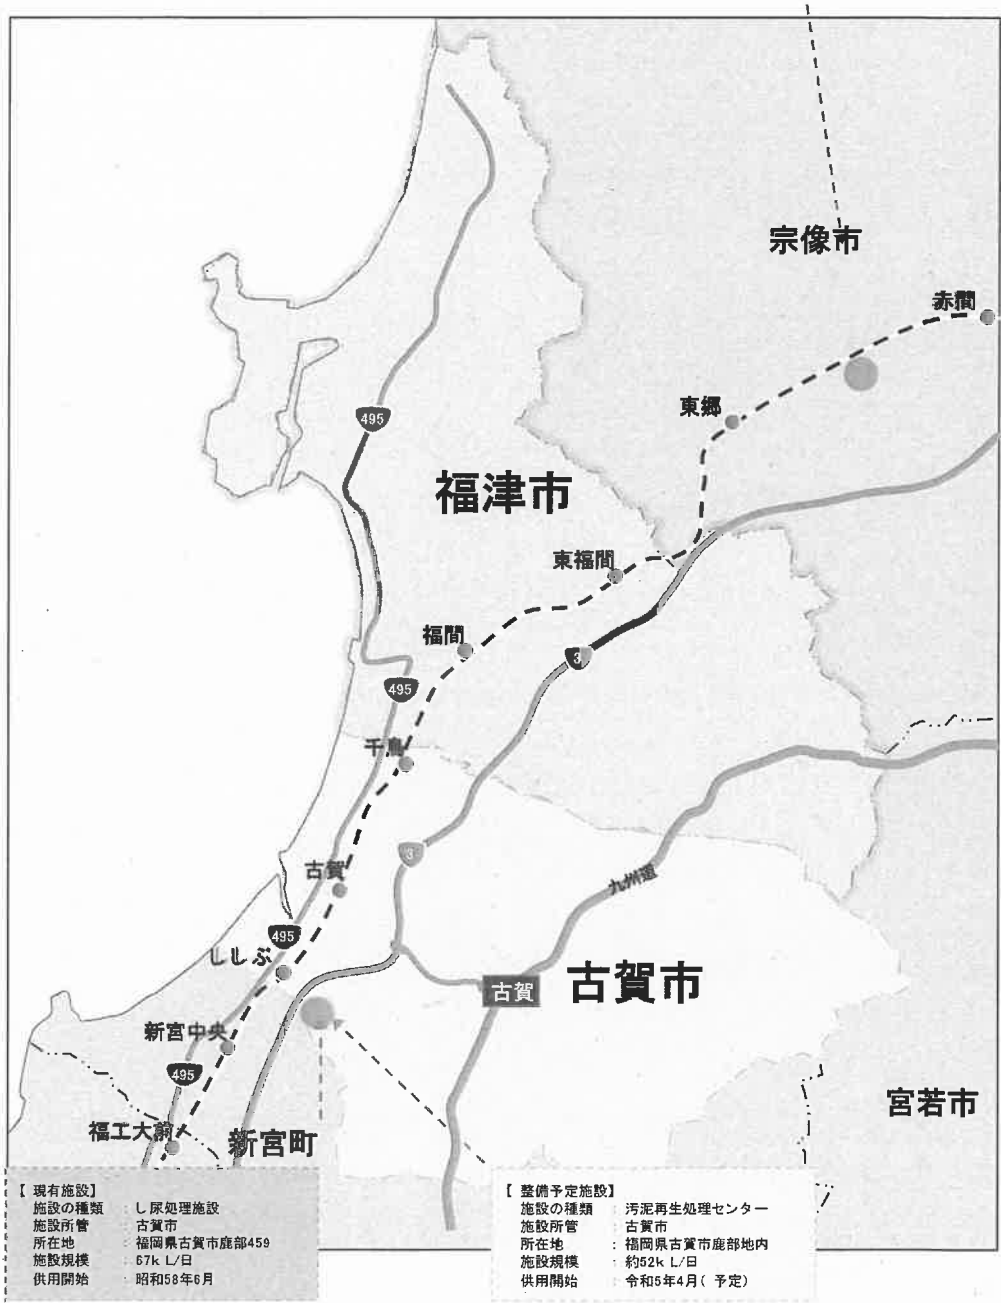 宗像市
赤間
東郷
495
福津市
東福間
福間
3
495
千鳥
3
古賀
九州道
495
ししぶ
古賀
古賀市
新宮中央
495
宮若市
福工大前
新宮町
【 現有施設】
施設の種類 : し尿処理施設
施設所管 : 古賀市
所在地 : 福岡県古賀市鹿部459
施設規模 : 67k L/日
供用開始 : 昭和58年6月
【 整備予定施設】
施設の種類 : 汚泥再生処理センター
施設所管 : 古賀市
所在地 : 福岡県古賀市鹿部地内
施設規模 : 約52k L/日
供用開始 : 令和5年4月( 予定)